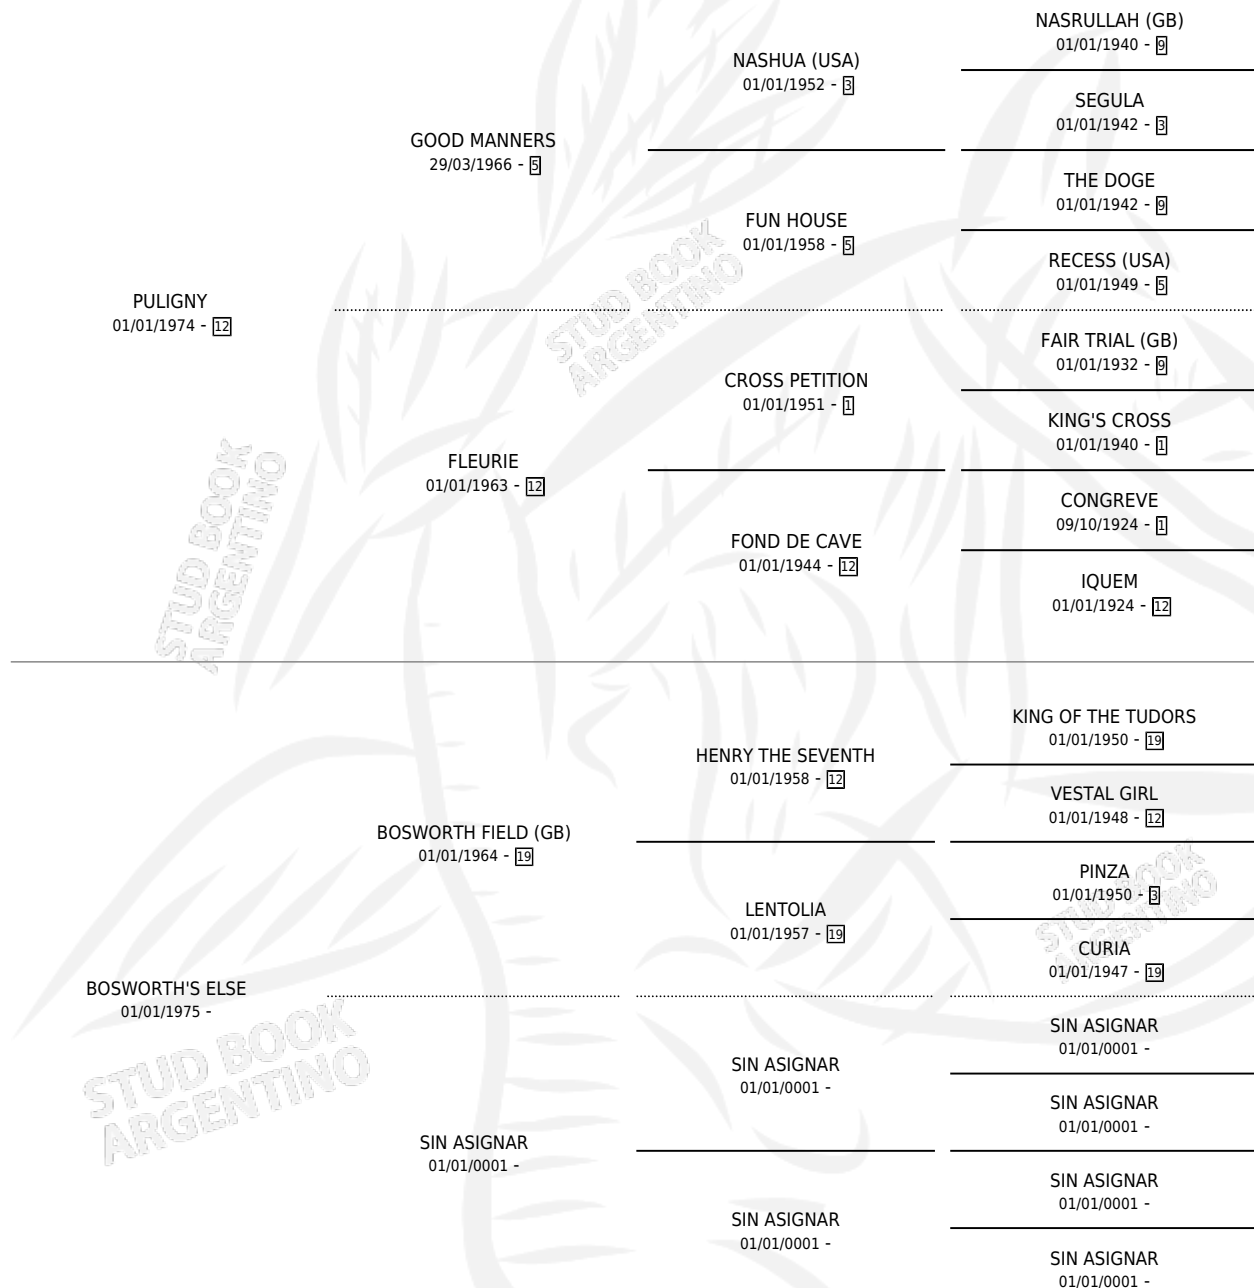 NASRULLAH (GB)
01/01/1940 - 9
NASHUA (USA)
01/01/1952 - 3
SEGULA
01/01/1942 - 3
GOOD MANNERS
29/03/1966 - 5
THE DOGE
01/01/1942 - 9
FUN HOUSE
01/01/1958 - 5
RECESS (USA)
01/01/1949 - 5
PULIGNY
01/01/1974 - 12
FAIR TRIAL (GB)
01/01/1932 - 9
CROSS PETITION
01/01/1951 - 1
KING'S CROSS
01/01/1940 - 1
FLEURIE
01/01/1963 - 12
CONGREVE
09/10/1924 - 1
FOND DE CAVE
01/01/1944 - 12
IQUEM
01/01/1924 - 12
KING OF THE TUDORS
01/01/1950 - 19
HENRY THE SEVENTH
01/01/1958 - 12
VESTAL GIRL
01/01/1948 - 12
BOSWORTH FIELD (GB)
01/01/1964 - 19
PINZA
01/01/1950 - 3
LENTOLIA
01/01/1957 - 19
CURIA
01/01/1947 - 19
BOSWORTH'S ELSE
01/01/1975 -
SIN ASIGNAR
01/01/0001 -
SIN ASIGNAR
01/01/0001 -
SIN ASIGNAR
01/01/0001 -
SIN ASIGNAR
01/01/0001 -
SIN ASIGNAR
01/01/0001 -
SIN ASIGNAR
01/01/0001 -
SIN ASIGNAR
01/01/0001 -
STUD BOOK
ARGENTINO
STUD BOOK
ARGENTINO
STUD BOOK
ARGENTINO
STUD BOOK
ARGENTINO